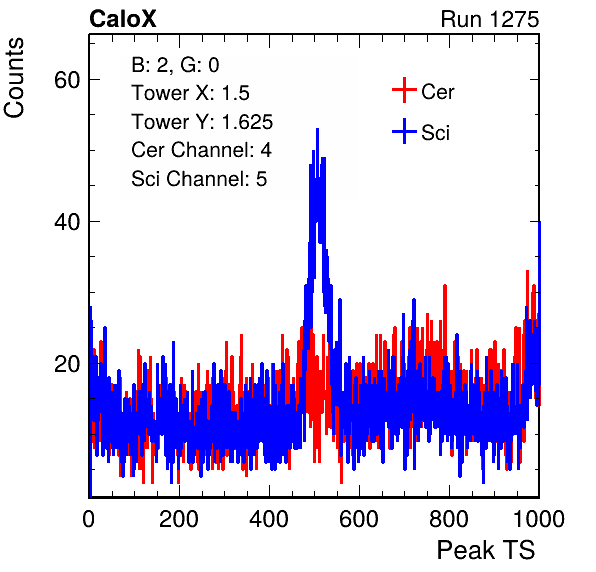 CaloX Run 1275
Counts
B: 2, G: 0
Tower X: 1.5
Tower Y: 1.625
Cer Channel: 4
Sci Channel: 5
Cer
Sci
60
40
20
0 200 400 600 800 1000
Peak TS